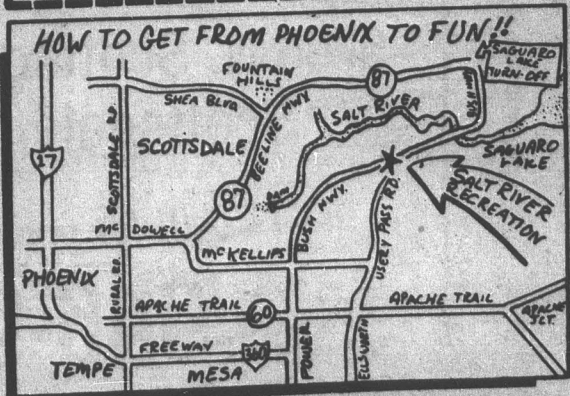 HOW TO GET FROM PHOENIX TO FUN!!
SAGUARO
LAKE
TURN-OFF
FOUNTAIN
HILLS
87
BUSH HWY.
SHEA BLVD
BEELINE HWY
SALT RIVER
17
SCOTTSDALE RD.
SCOTTSDALE
SAGUARO
LAKE
87
SALT RIVER
RECREATION
BUSH HWY.
USERY PASS RD.
Mc DOWELL
McKELLIPS
PHOENIX
RURAL RD.
APACHE TRAIL
60
APACHE TRAIL
APACHE
JCT.
FREEWAY
360
POWER
ELLSWORTH
TEMPE
MESA